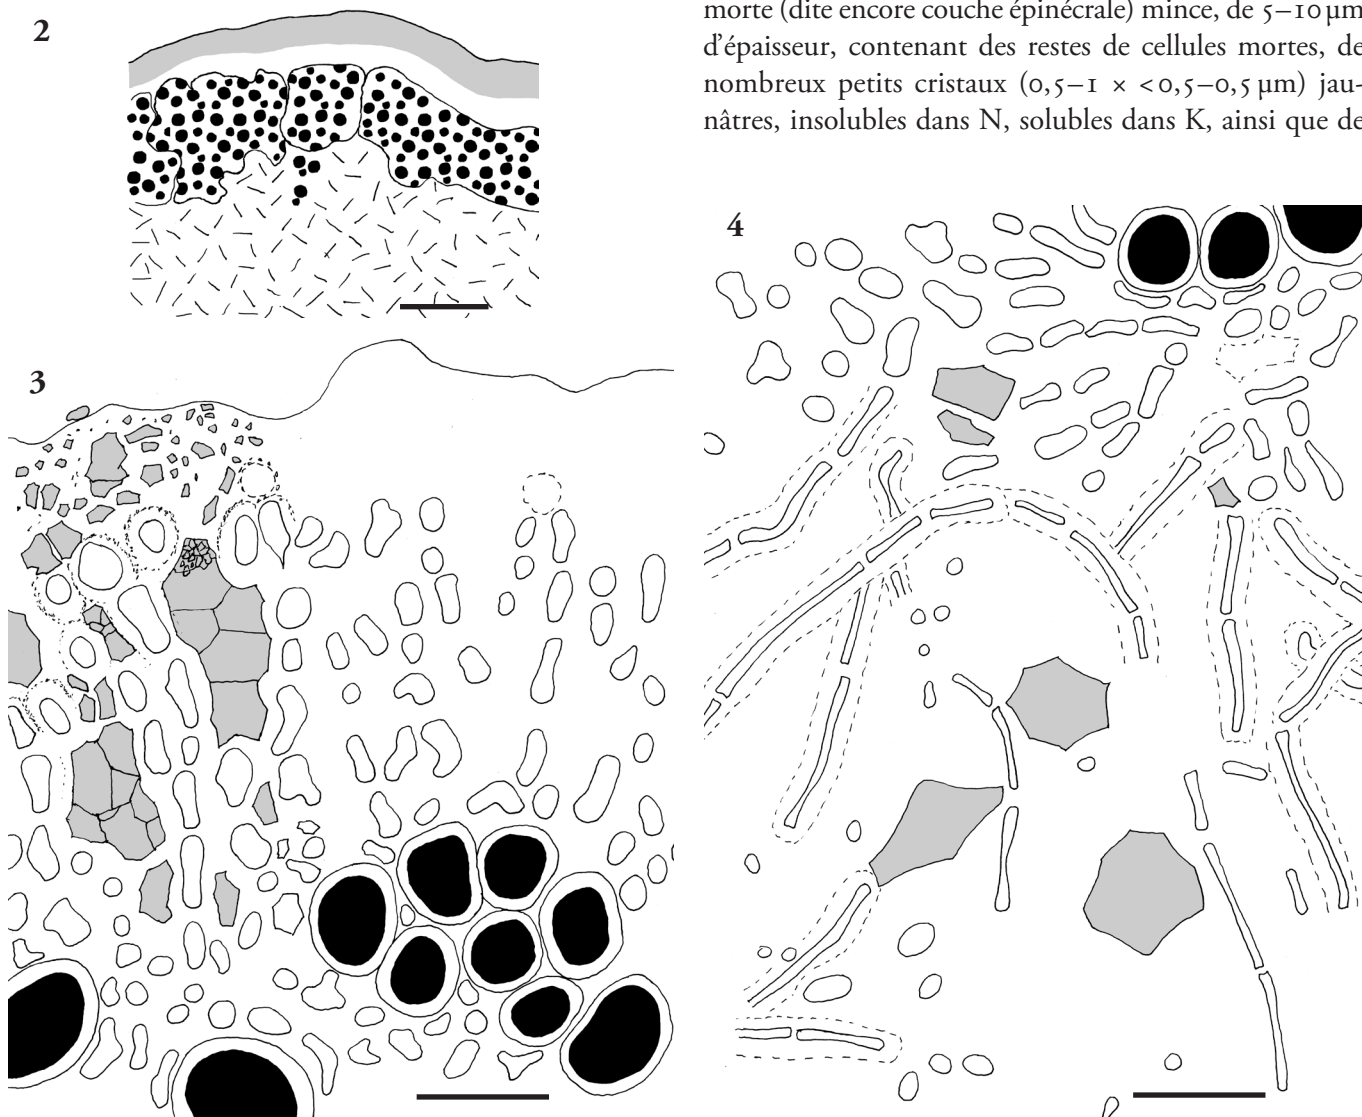 2
morte (dite encore couche épinécrale) mince, de 5–10 µm
d'épaisseur, contenant des restes de cellules mortes, de
nombreux petits cristaux (0,5–1 × <0,5–0,5 µm) jau-
nâtres, insolubles dans N, solubles dans K, ainsi que de
3
4